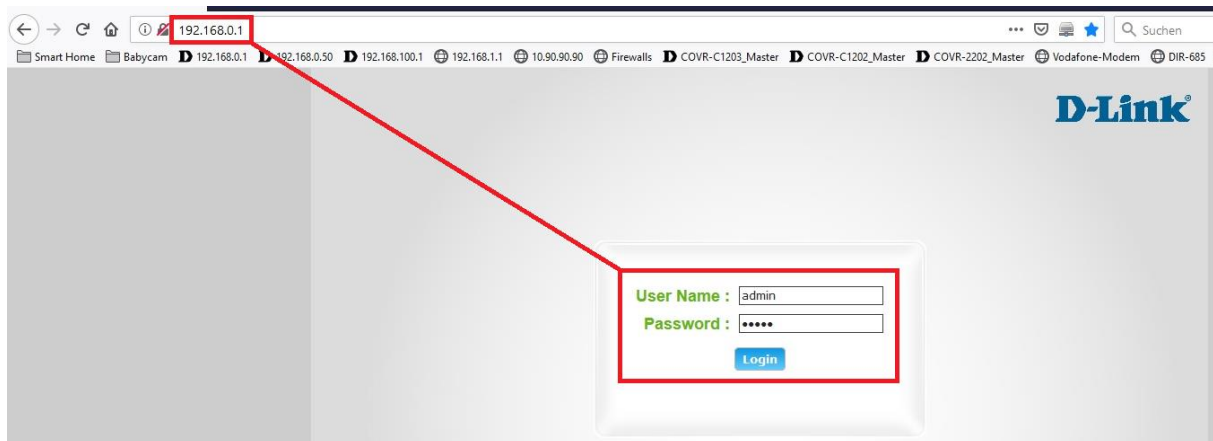 192.168.0.1
Suchen
Smart Home Babycam D 192.168.0.1 D 192.168.0.50 D 192.168.100.1 192.168.1.1 10.90.90.90 Firewalls D COVR-C1203_Master D COVR-C1202_Master D COVR-2202_Master Vodafone-Modem DIR-685
D-Link®
User Name : admin
Password : •••••
Login